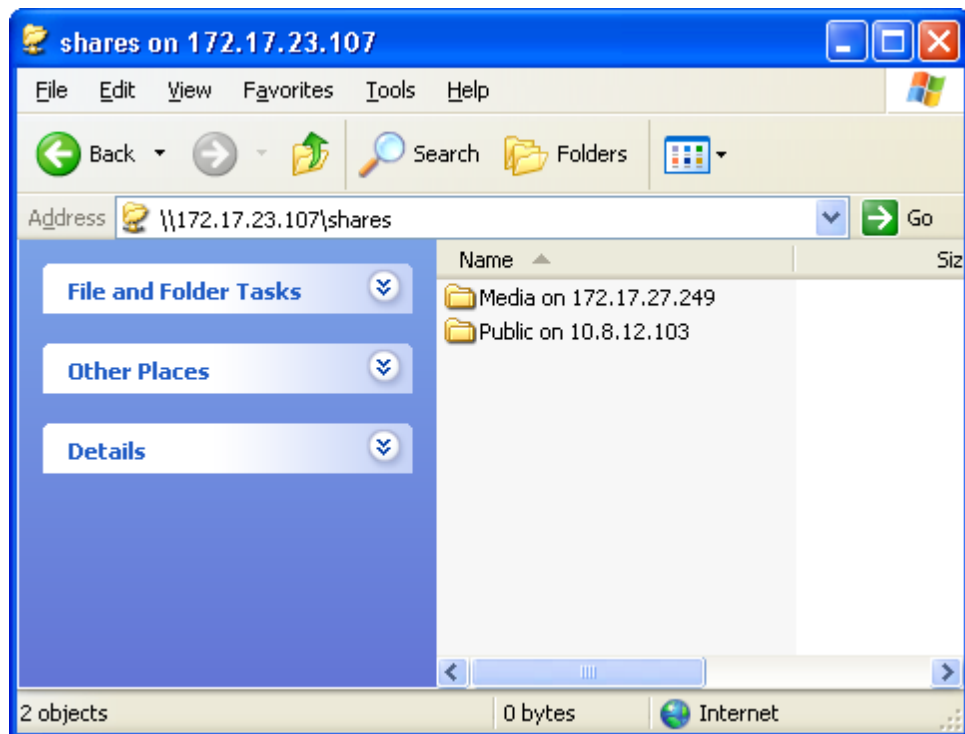 shares on 172.17.23.107
File Edit View Favorites Tools Help
Back Search Folders
Address \\172.17.23.107\shares Go
Name Siz
File and Folder Tasks
Media on 172.17.27.249
Public on 10.8.12.103
Other Places
Details
2 objects 0 bytes Internet